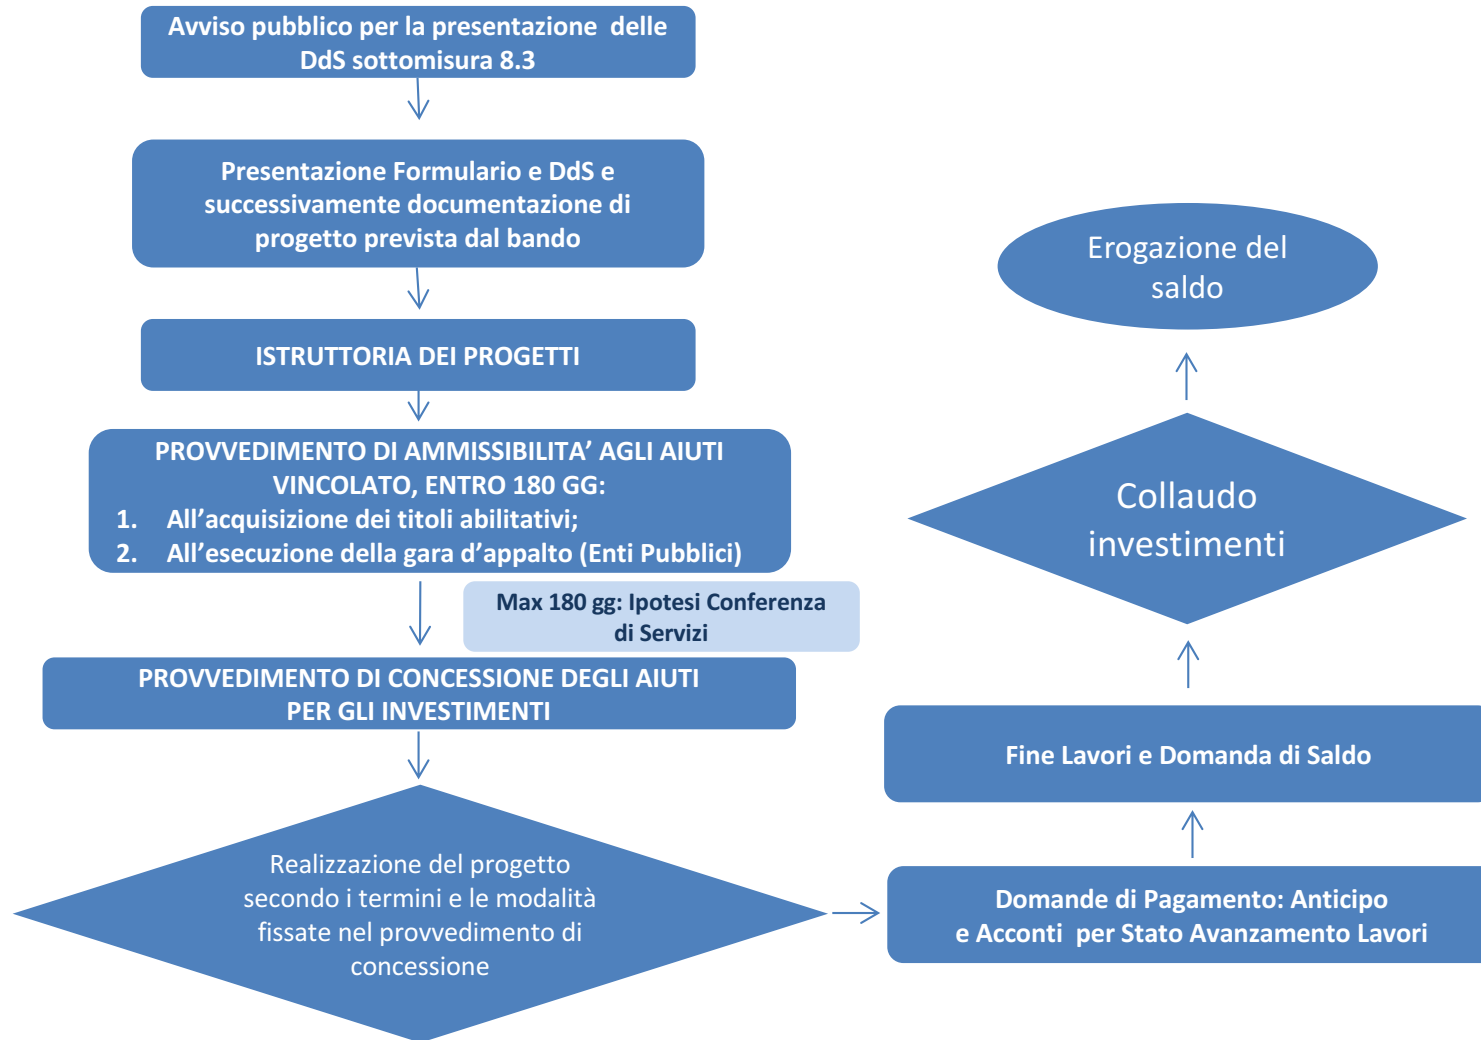 Avviso pubblico per la presentazione delle
DdS sottomisura 8.3
Presentazione Formulario e DdS e
successivamente documentazione di
progetto prevista dal bando
ISTRUTTORIA DEI PROGETTI
PROVVEDIMENTO DI AMMISSIBILITA’ AGLI AIUTI
VINCOLATO, ENTRO 180 GG:
1. All’acquisizione dei titoli abilitativi;
2. All’esecuzione della gara d’appalto (Enti Pubblici)
Max 180 gg: Ipotesi Conferenza
di Servizi
PROVVEDIMENTO DI CONCESSIONE DEGLI AIUTI
PER GLI INVESTIMENTI
Realizzazione del progetto
secondo i termini e le modalità
fissate nel provvedimento di
concessione
Domande di Pagamento: Anticipo
e Acconti per Stato Avanzamento Lavori
Fine Lavori e Domanda di Saldo
Collaudo
investimenti
Erogazione del
saldo